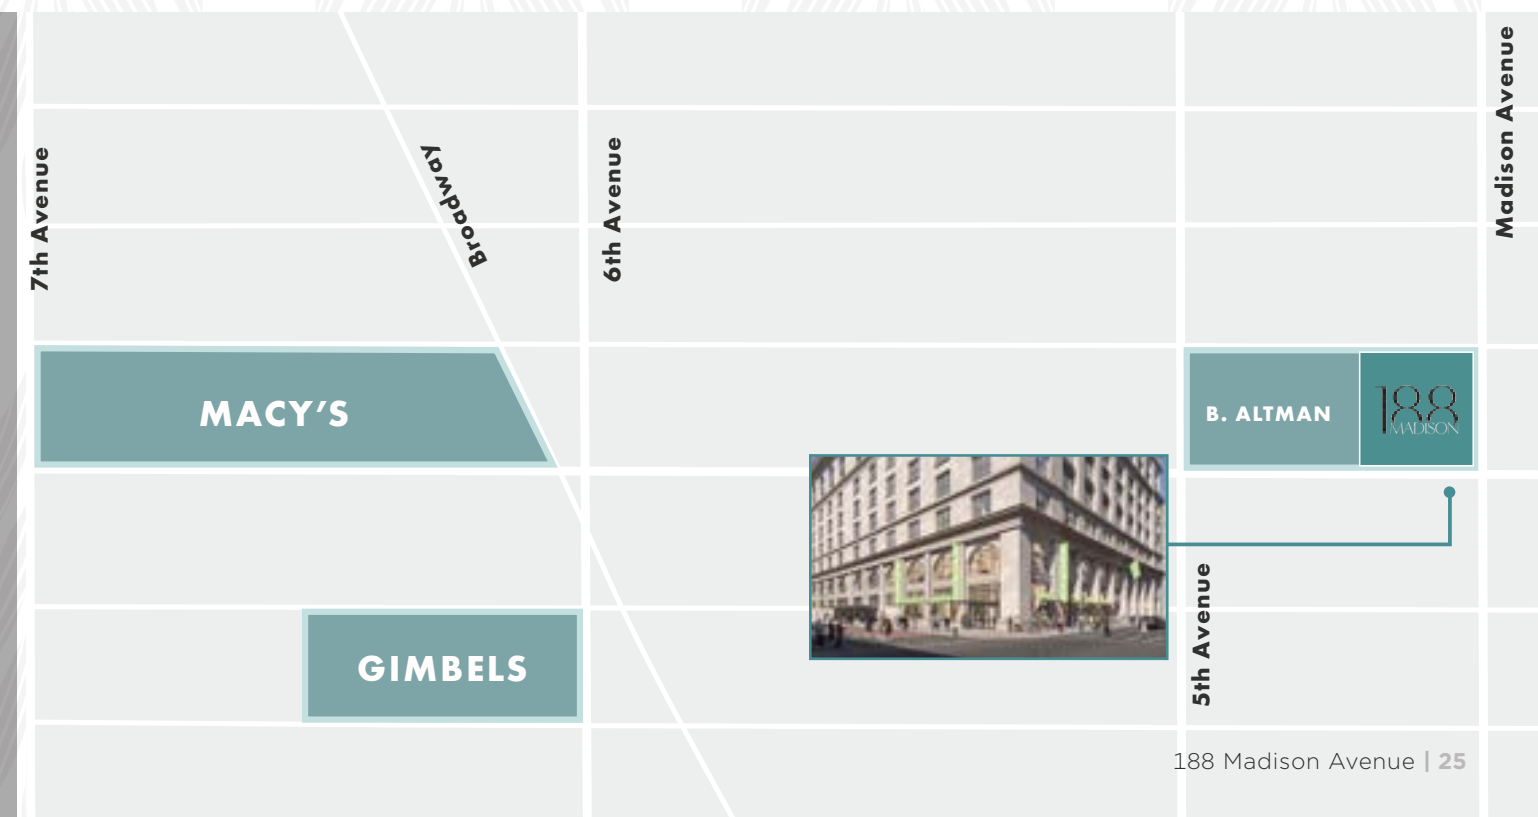 7th Avenue
Broadway
6th Avenue
Madison Avenue
MACY'S
B. ALTMAN
188
MADISON
GIMBELS
5th Avenue
188 Madison Avenue | 25